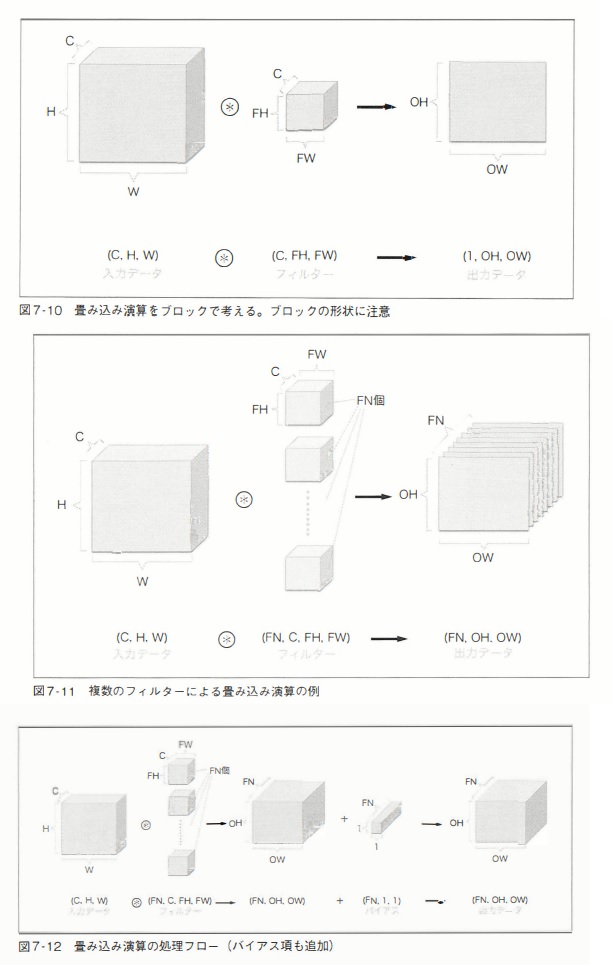 C
H
W
⊛
C
FH
FW
OH
OW
(C, H, W)
⊛
(C, FH, FW)
(1, OH, OW)
入力データ
フィルター
出力データ
図7-10 畳み込み演算をブロックで考える。ブロックの形状に注意
FW
C
FH
FN個
C
H
W
⊛
FN
OH
OW
(C, H, W)
⊛
(FN, C, FH, FW)
(FN, OH, OW)
入力データ
フィルター
出力データ
図7-11 複数のフィルターによる畳み込み演算の例
FW
C
FH
FN個
C
H
W
⊛
FN
OH
OW
+
FN
1
1
FN
OH
OW
(C, H, W)
⊛
(FN, C, FH, FW)
(FN, OH, OW)
+
(FN, 1, 1)
(FN, OH, OW)
入力データ
フィルター
バイアス
出力データ
図7-12 畳み込み演算の処理フロー（バイアス項も追加）